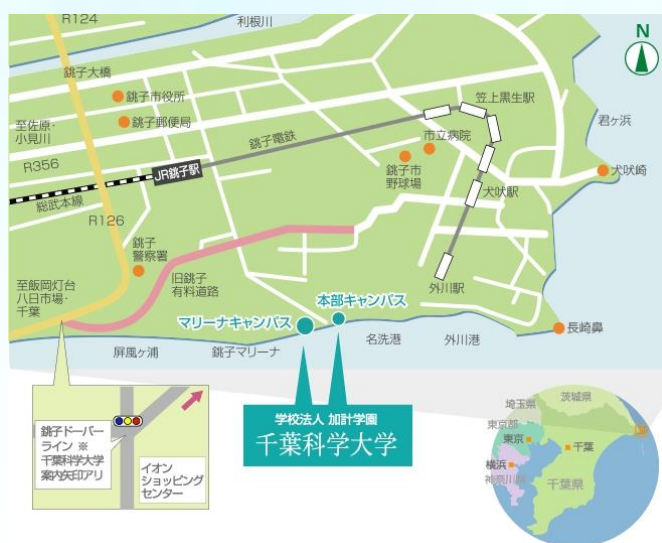 R124
利根川
N
銚子大橋
銚子市役所
銚子郵便局
至佐原・
小見川
R356
総武本線
JR銚子駅
銚子電鉄
笠上黒生駅
市立病院
銚子市
野球場
君ヶ浜
犬吠崎
犬吠駅
R126
銚子
警察署
旧銚子
有料道路
至飯岡灯台
八日市場・
千葉
外川駅
本部キャンパス
マリーナキャンパス
長崎鼻
屏風ヶ浦
銚子マリーナ
名洗港
外川港
学校法人 加計学園
千葉科学大学
銚子ドーバー
ライン ※
千葉科学大学
案内矢印アリ
イオン
ショッピング
センター
茨城県
埼玉県
東京都
東京
千葉
横浜
神奈川県
千葉県